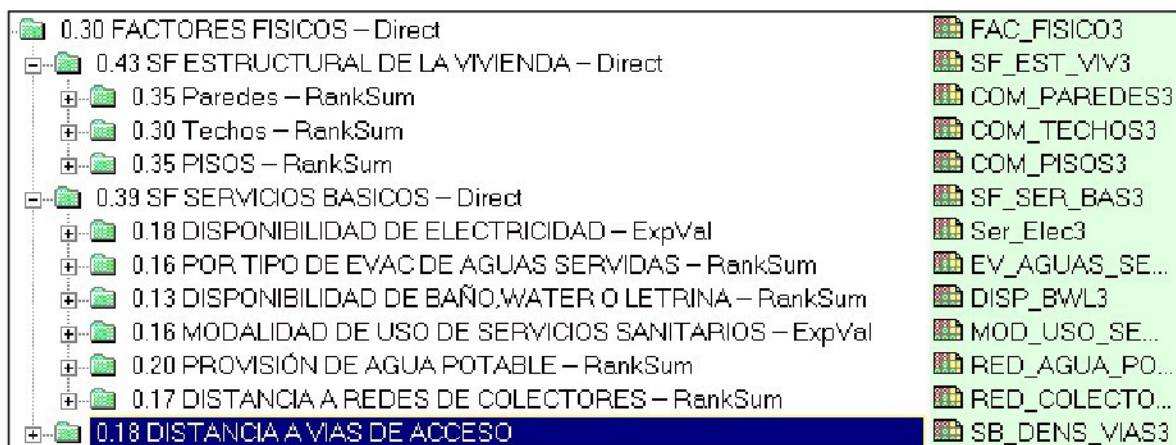 0.30 FACTORES FISICOS – Direct FAC_FISICO3
0.43 SF ESTRUCTURAL DE LA VIVIENDA – Direct SF_EST_VIV3
0.35 Paredes – RankSum COM_PAREDES3
0.30 Techos – RankSum COM_TECHOS3
0.35 PISOS – RankSum COM_PISOS3
0.39 SF SERVICIOS BASICOS – Direct SF_SER_BAS3
0.18 DISPONIBILIDAD DE ELECTRICIDAD – ExpVal Ser_Elec3
0.16 POR TIPO DE EVAC DE AGUAS SERVIDAS – RankSum EV_AGUAS_SE...
0.13 DISPONIBILIDAD DE BAÑO,WATER O LETRINA – RankSum DISP_BWL3
0.16 MODALIDAD DE USO DE SERVICIOS SANITARIOS – ExpVal MOD_USO_SE...
0.20 PROVISIÓN DE AGUA POTABLE – RankSum RED_AGUA_PO...
0.17 DISTANCIA A REDES DE COLECTORES – RankSum RED_COLECTO...
0.18 DISTANCIA A VIAS DE ACCESO SB_DENS_VIAS3